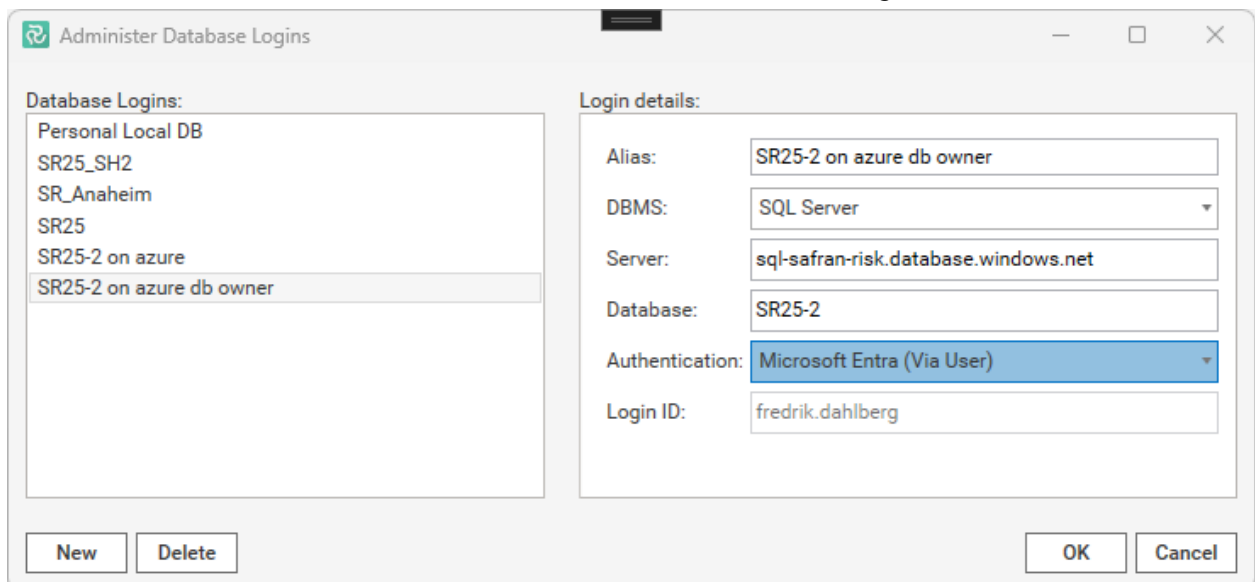 Administer Database Logins
Database Logins:
Personal Local DB
SR25_SH2
SR_Anaheim
SR25
SR25-2 on azure
SR25-2 on azure db owner
New
Delete
Login details:
Alias: SR25-2 on azure db owner
DBMS: SQL Server
Server: sql-safran-risk.database.windows.net
Database: SR25-2
Authentication: Microsoft Entra (Via User)
Login ID: fredrik.dahlberg
OK
Cancel